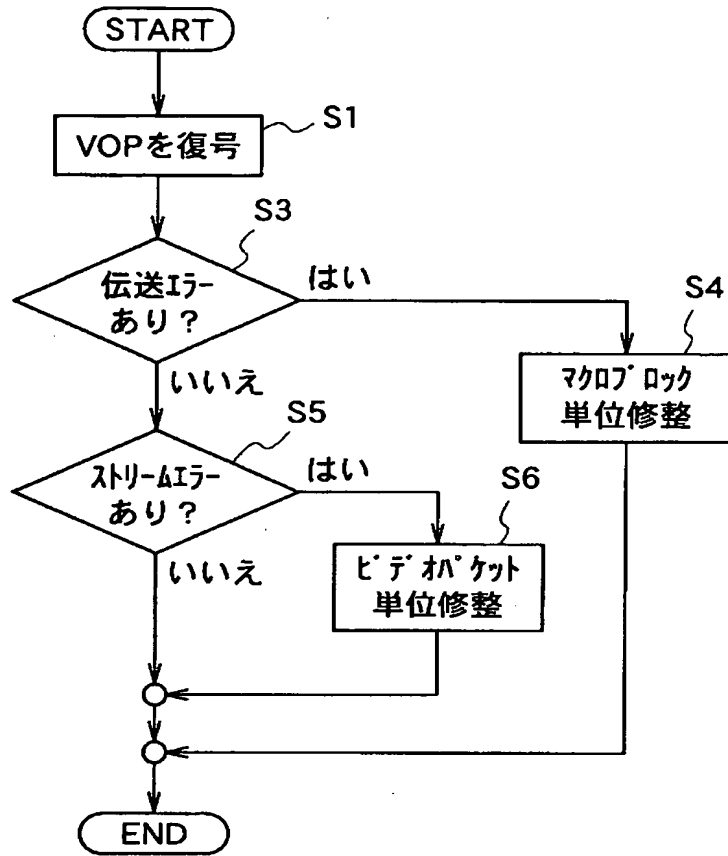 START
S1
VOPを復号
S3
伝送ｴﾗｰ
あり？
はい
S4
ﾏｸﾛﾌﾞﾛｯｸ
単位修整
いいえ
S5
ｽﾄﾘｰﾑｴﾗｰ
あり？
はい
S6
ﾋﾞﾃﾞｵﾊﾟｹｯﾄ
単位修整
いいえ
END